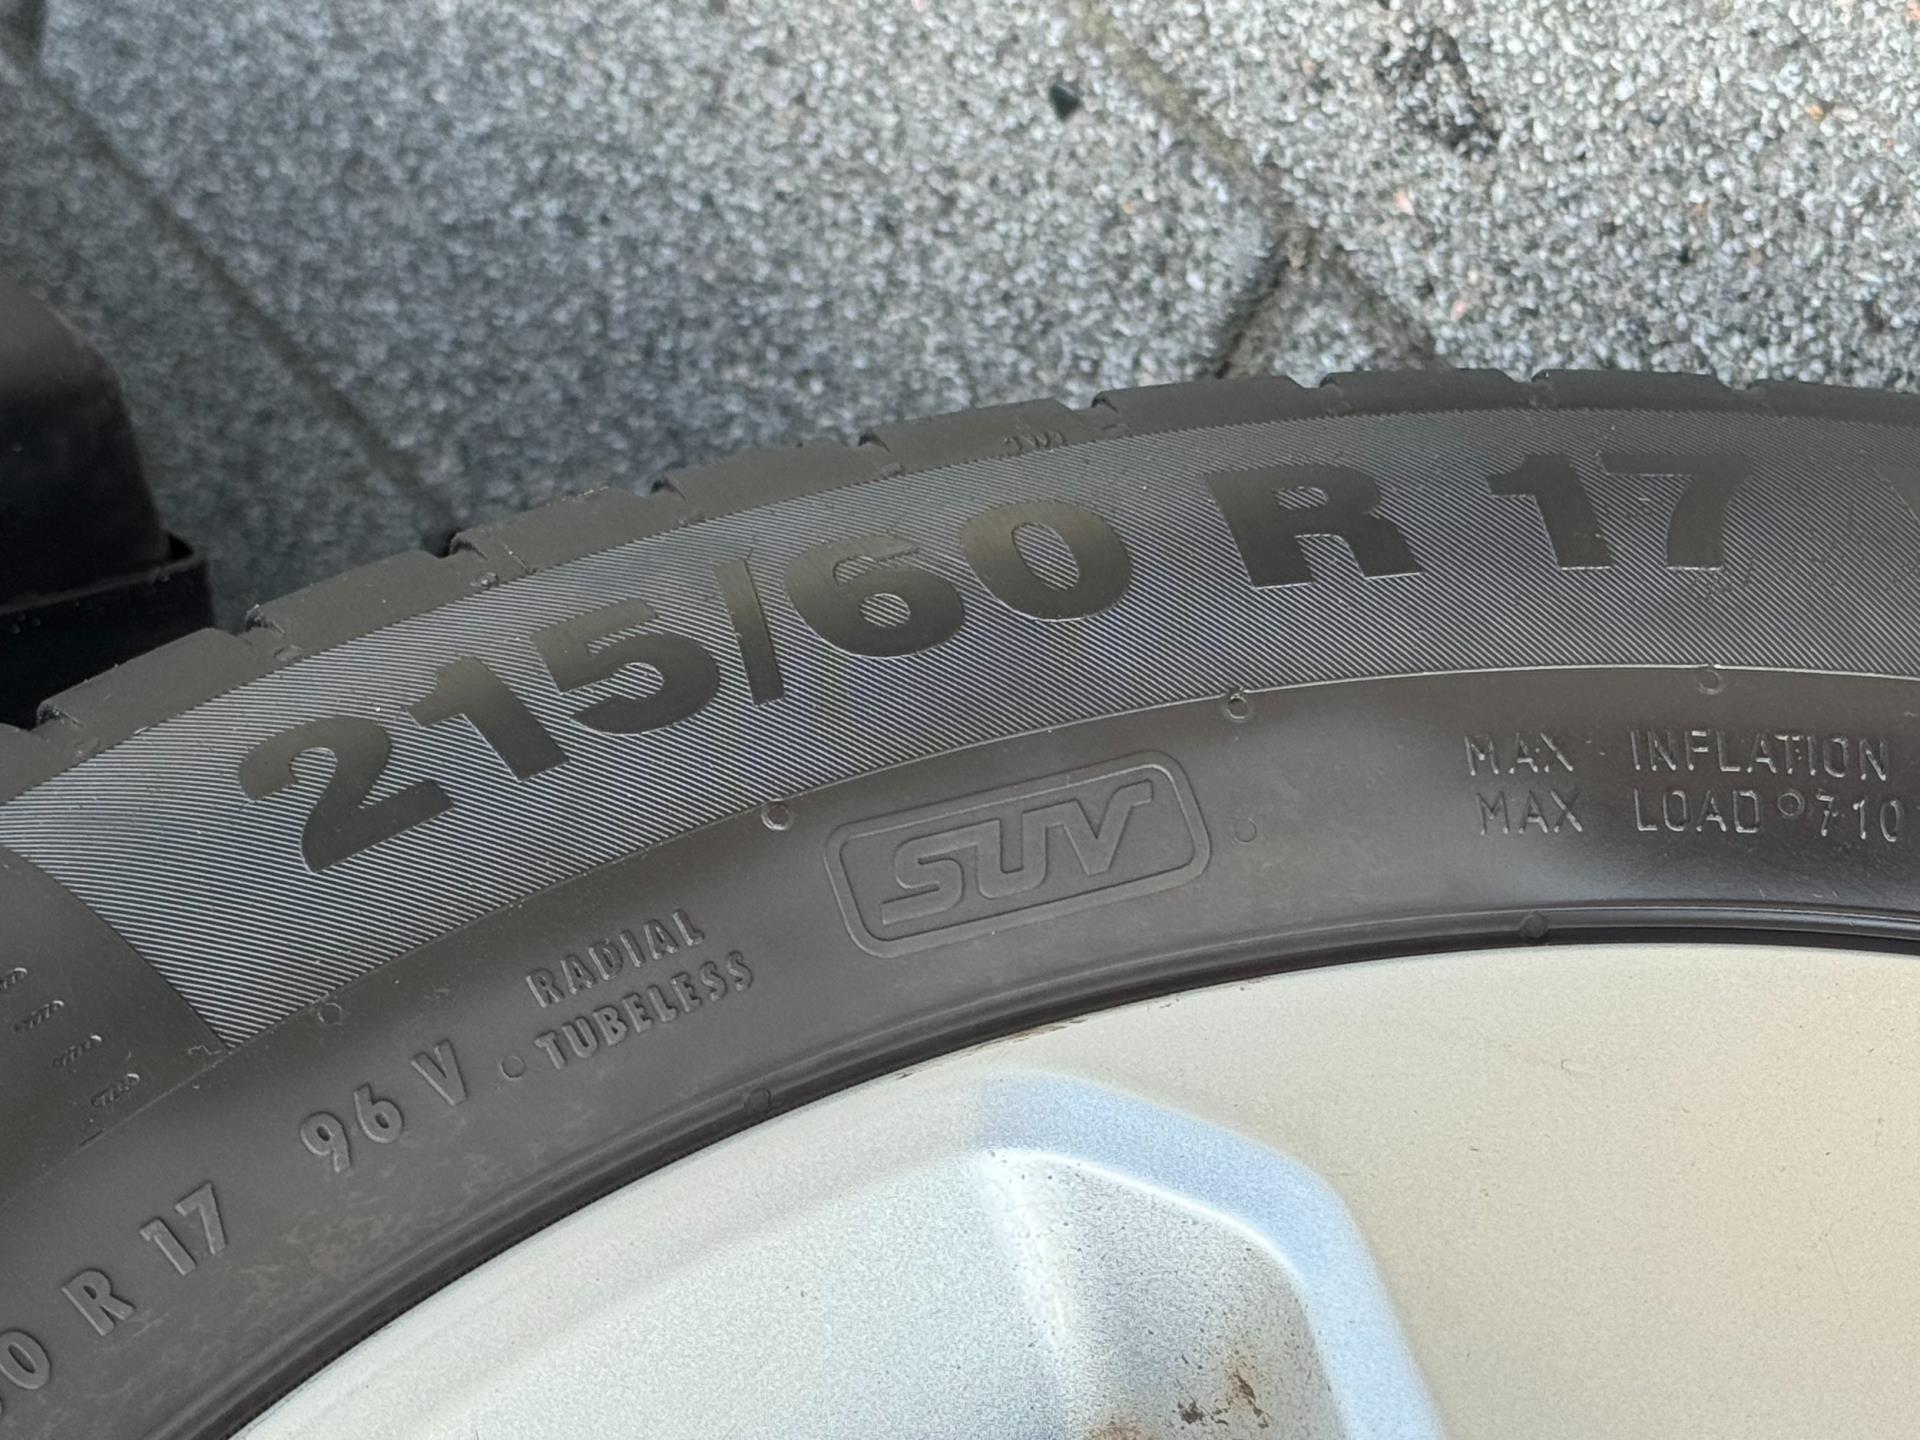 215/60 R 17
SUV
MAX INFLATION
MAX LOAD 710
RADIAL
TUBELESS
96 V
R 17